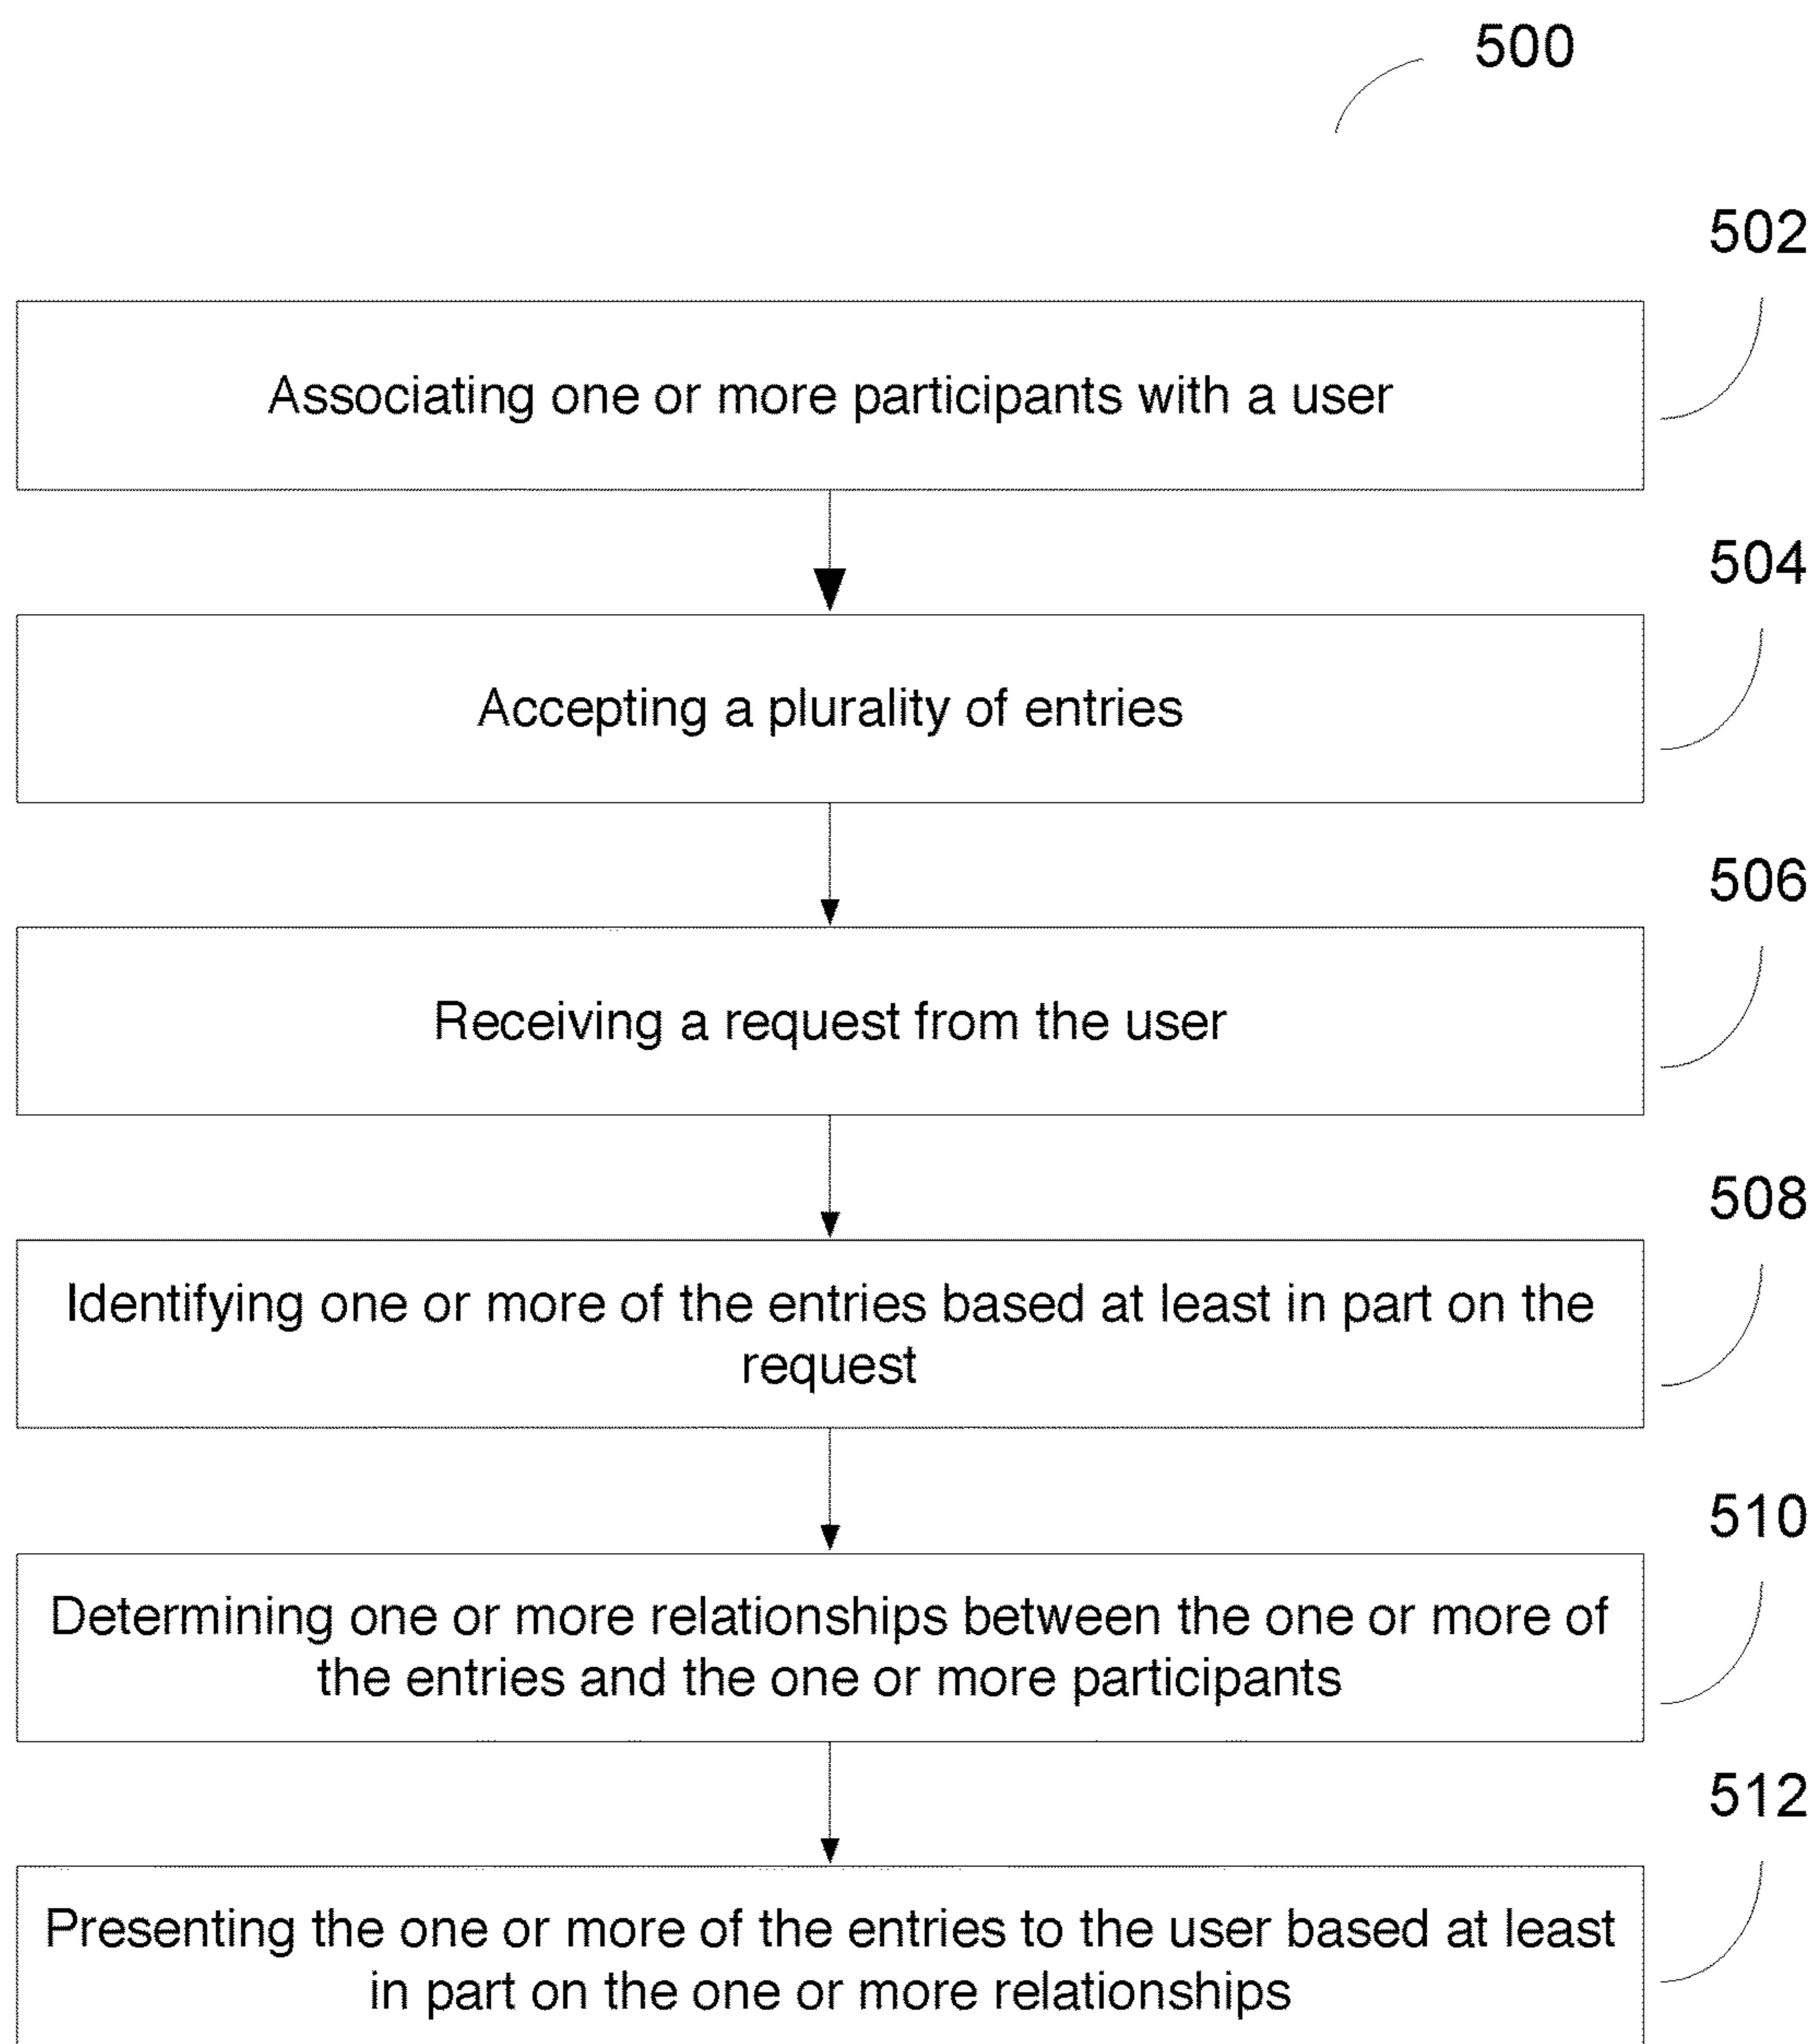 500
502
Associating one or more participants with a user
504
Accepting a plurality of entries
506
Receiving a request from the user
508
Identifying one or more of the entries based at least in part on the
request
510
Determining one or more relationships between the one or more of
the entries and the one or more participants
512
Presenting the one or more of the entries to the user based at least
in part on the one or more relationships